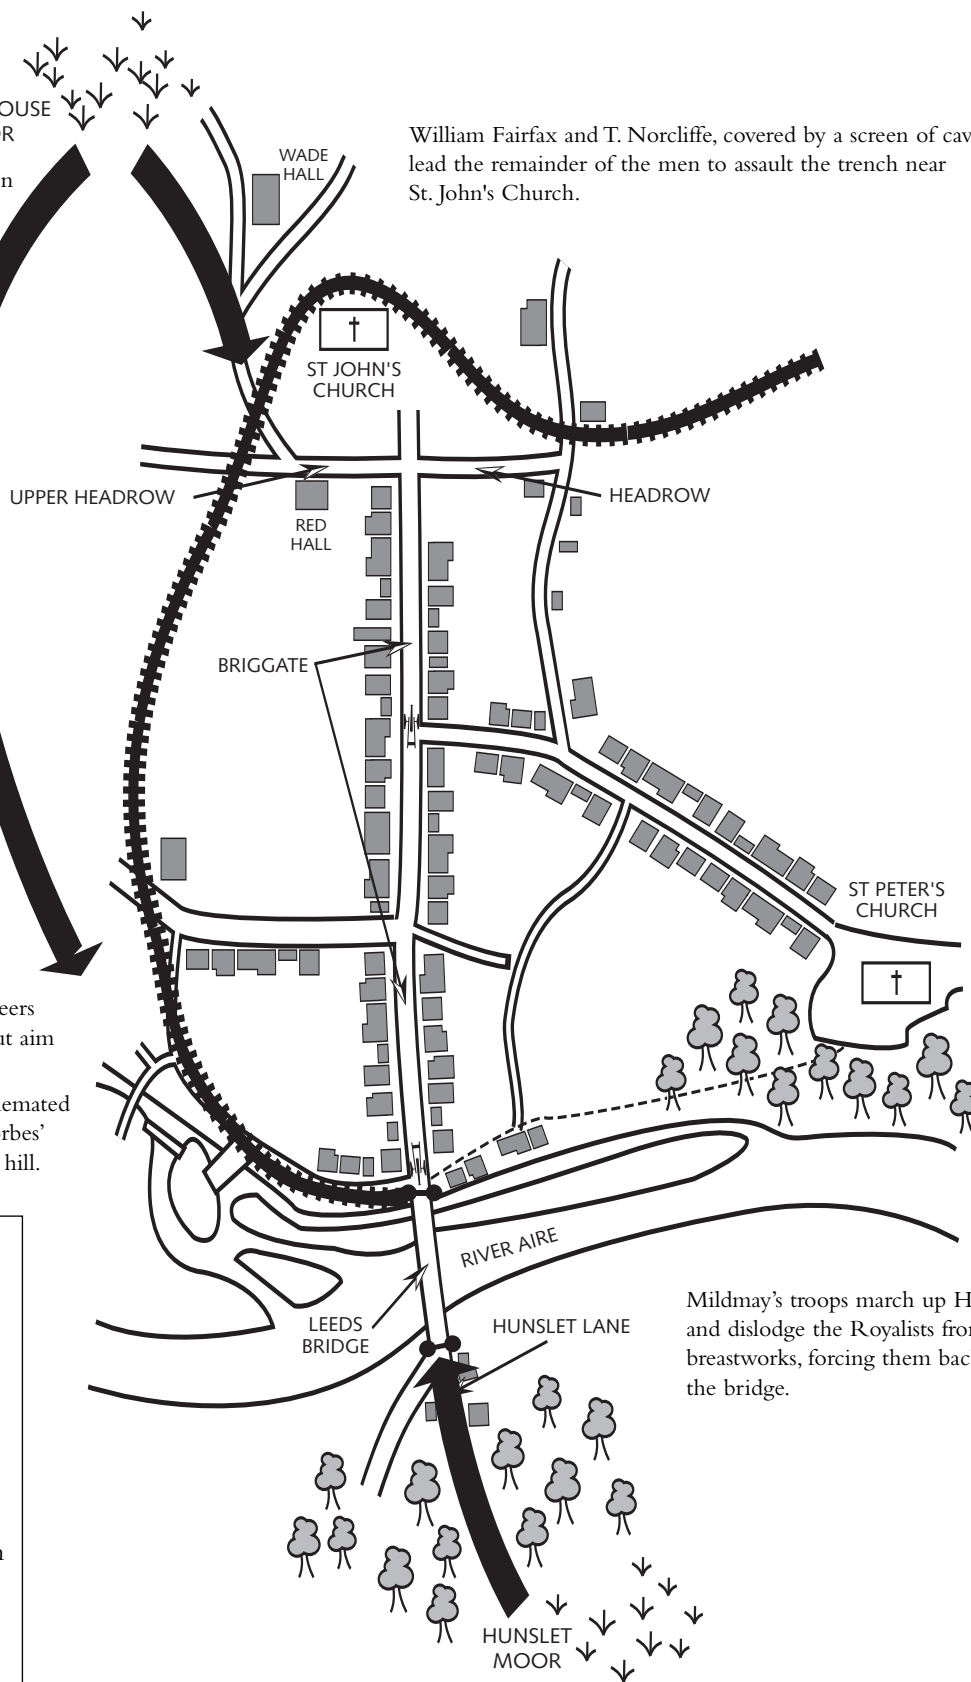 OUSE
OR
n
WADE
HALL
William Fairfax and T. Norcliffe, covered by a screen of cav
lead the remainder of the men to assault the trench near
St. John's Church.
ST JOHN'S
CHURCH
UPPER HEADROW
HEADROW
RED
HALL
BRIGGATE
ST PETER'S
CHURCH
eers
ut aim
emated
rbes’
hill.
RIVER AIRE
LEEDS
BRIDGE
HUNSLET LANE
Mildmay’s troops march up H
and dislodge the Royalists from
breastworks, forcing them bac
the bridge.
n
HUNSLET
MOOR